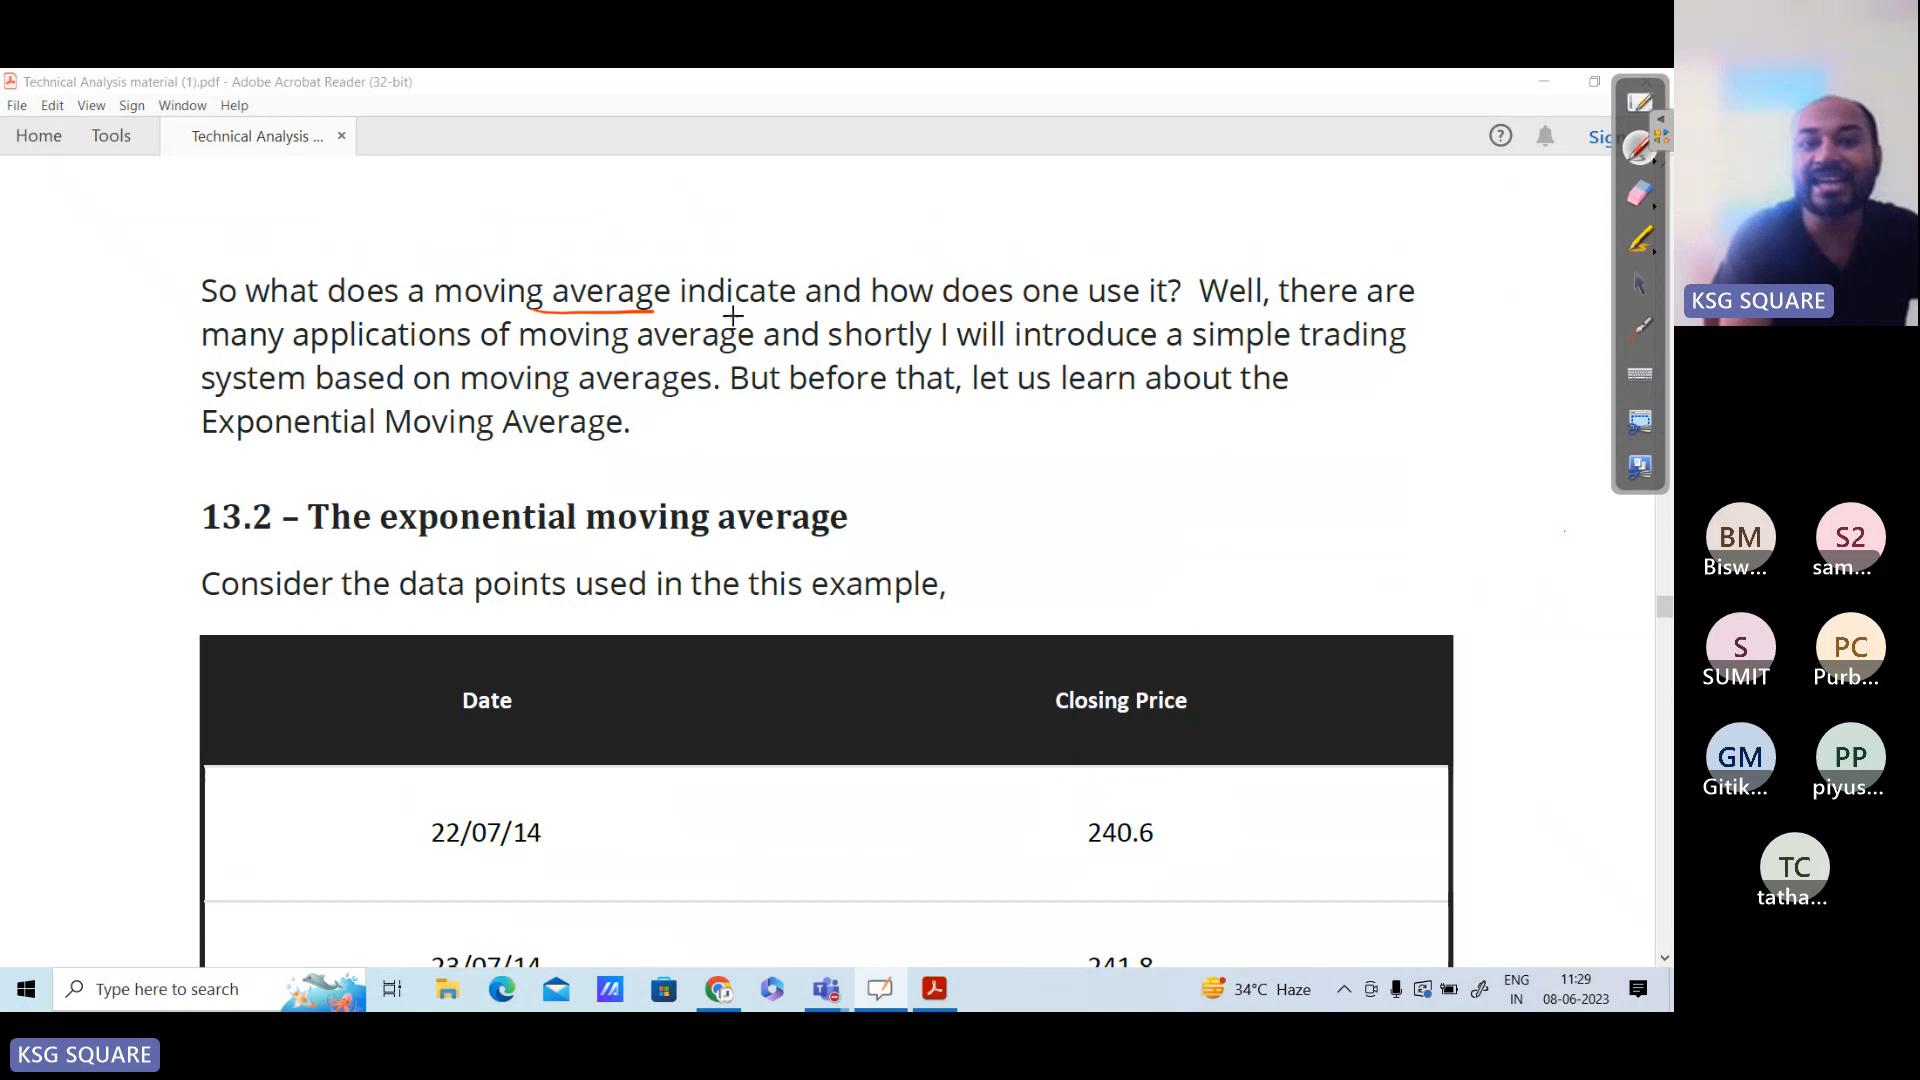 Technical Analysis material (1).pdf - Adobe Acrobat Reader (32-bit)
File Edit View Sign Window Help
Home Tools Technical Analysis ... ×
So what does a moving average indicate and how does one use it? Well, there are
many applications of moving average and shortly I will introduce a simple trading
system based on moving averages. But before that, let us learn about the
Exponential Moving Average.
13.2 – The exponential moving average
Consider the data points used in the this example,
Date Closing Price
22/07/14 240.6
23/07/14 241.8
Type here to search
34°C Haze
ENG
IN
11:29
08-06-2023
KSG SQUARE
BM
Bisw...
S2
sam...
S
SUMIT
PC
Purb...
GM
Gitik...
PP
piyus...
TC
tatha...
KSG SQUARE